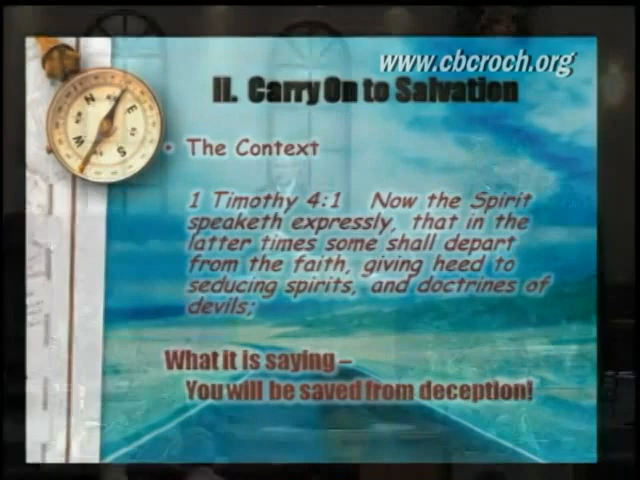 www.cbcroch.org
II. Carry On to Salvation
• The Context
1 Timothy 4:1 Now the Spirit
speaketh expressly, that in the
latter times some shall depart
from the faith, giving heed to
seducing spirits, and doctrines of
devils;
What it is saying –
You will be saved from deception!
N
E
S
W